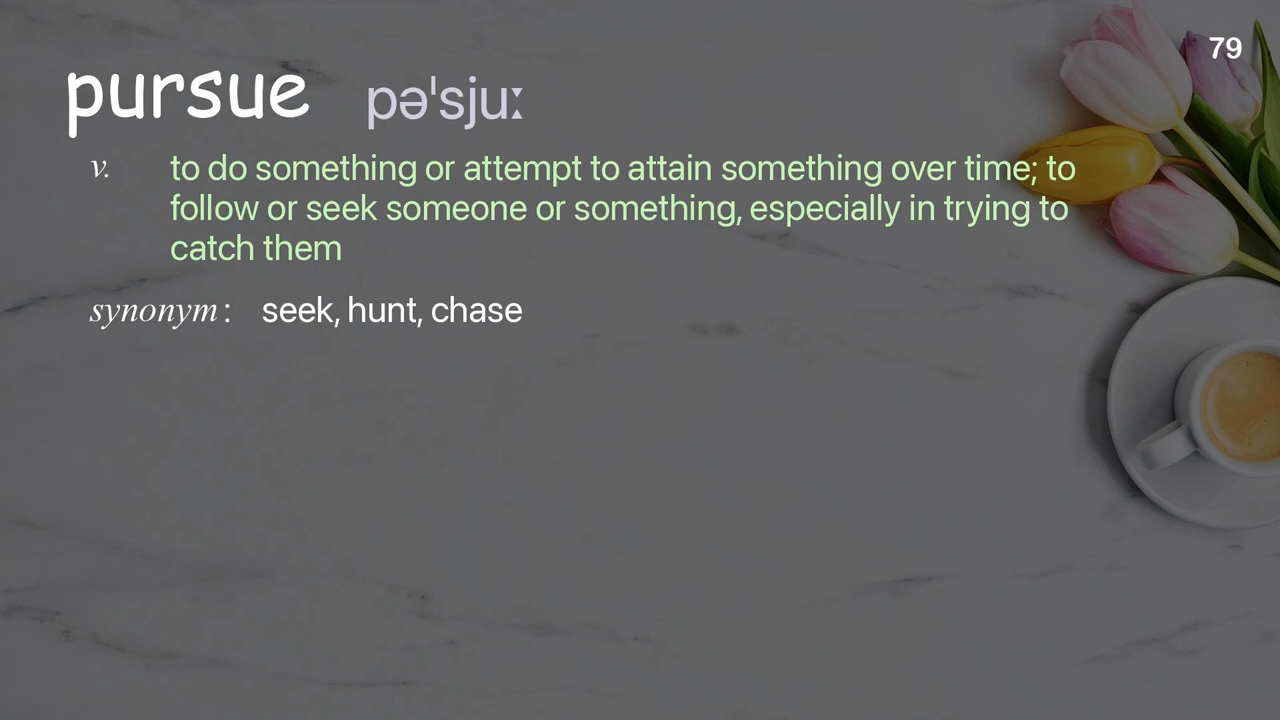 79
pursue pə'sjuː
v. to do something or attempt to attain something over time; to
follow or seek someone or something, especially in trying to
catch them
synonym : seek, hunt, chase